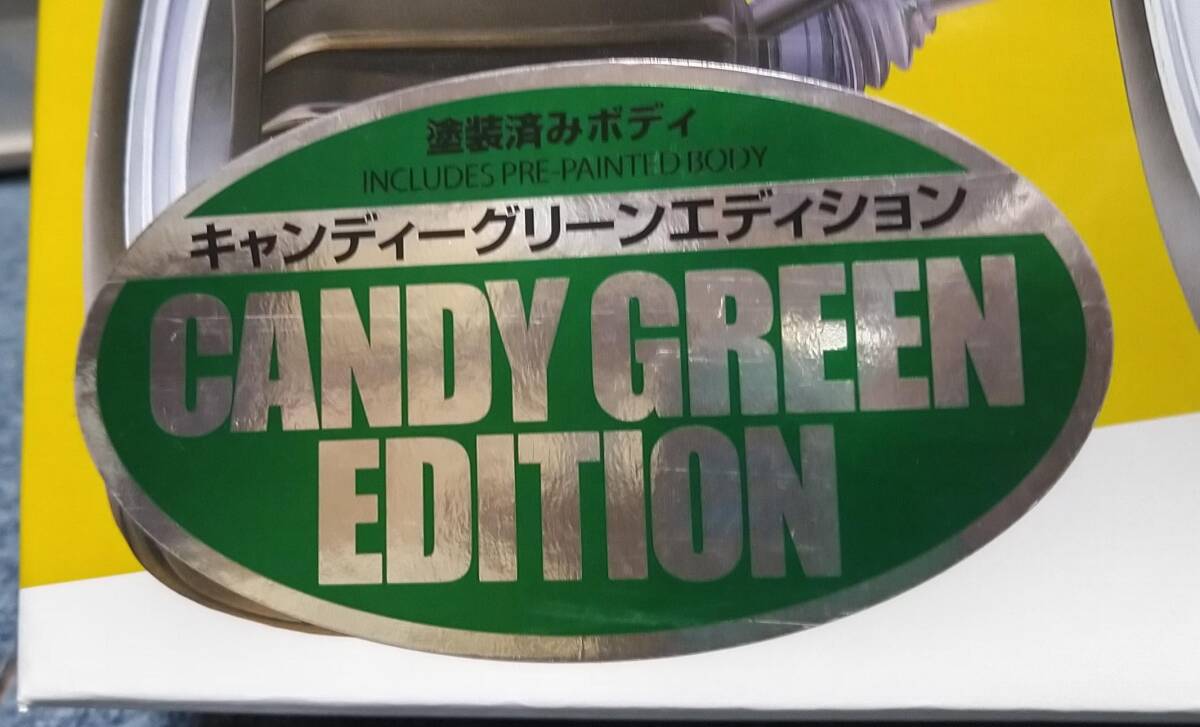 塗装済みボディ
INCLUDES PRE-PAINTED BODY
キャンディーグリーンエディション
CANDY GREEN
EDITION